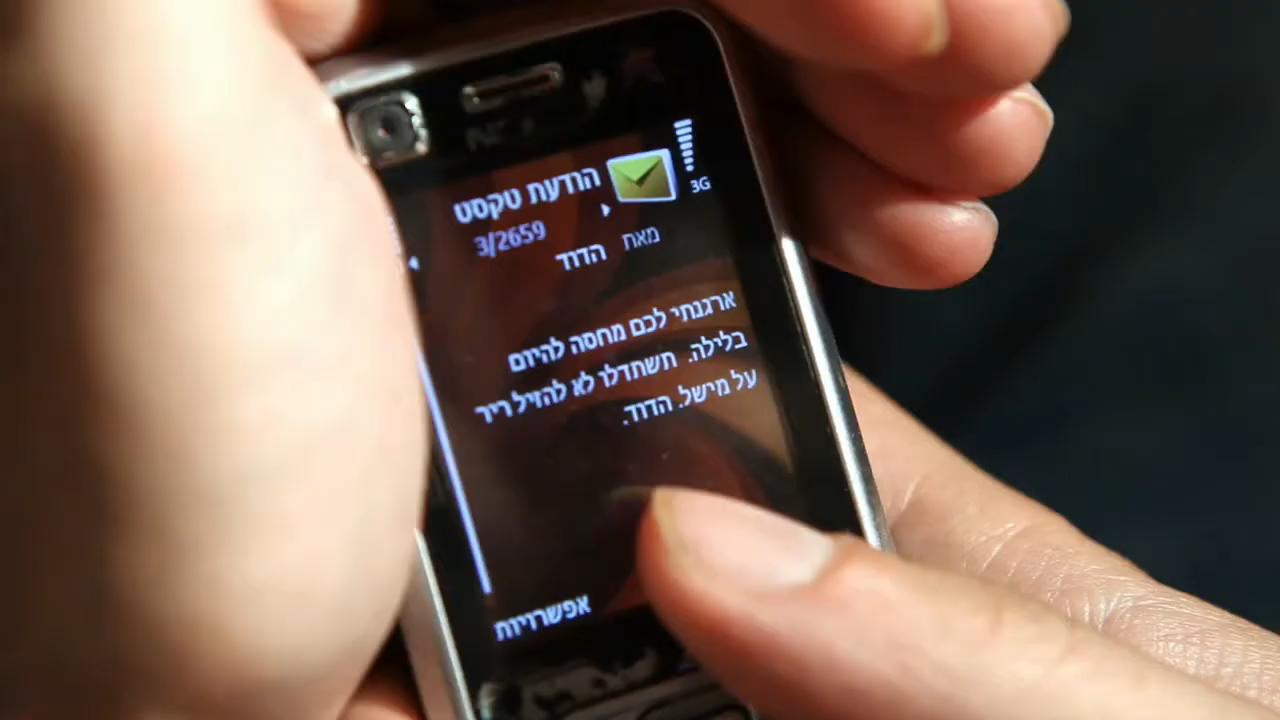 3G
הודעת טקסט
3/2659
מאת הדוד
ארגנתי לכם מחסה להיום
בלילה. תשתדלו לא להזיל ריר
על מישל. הדוד.
אפשרויות